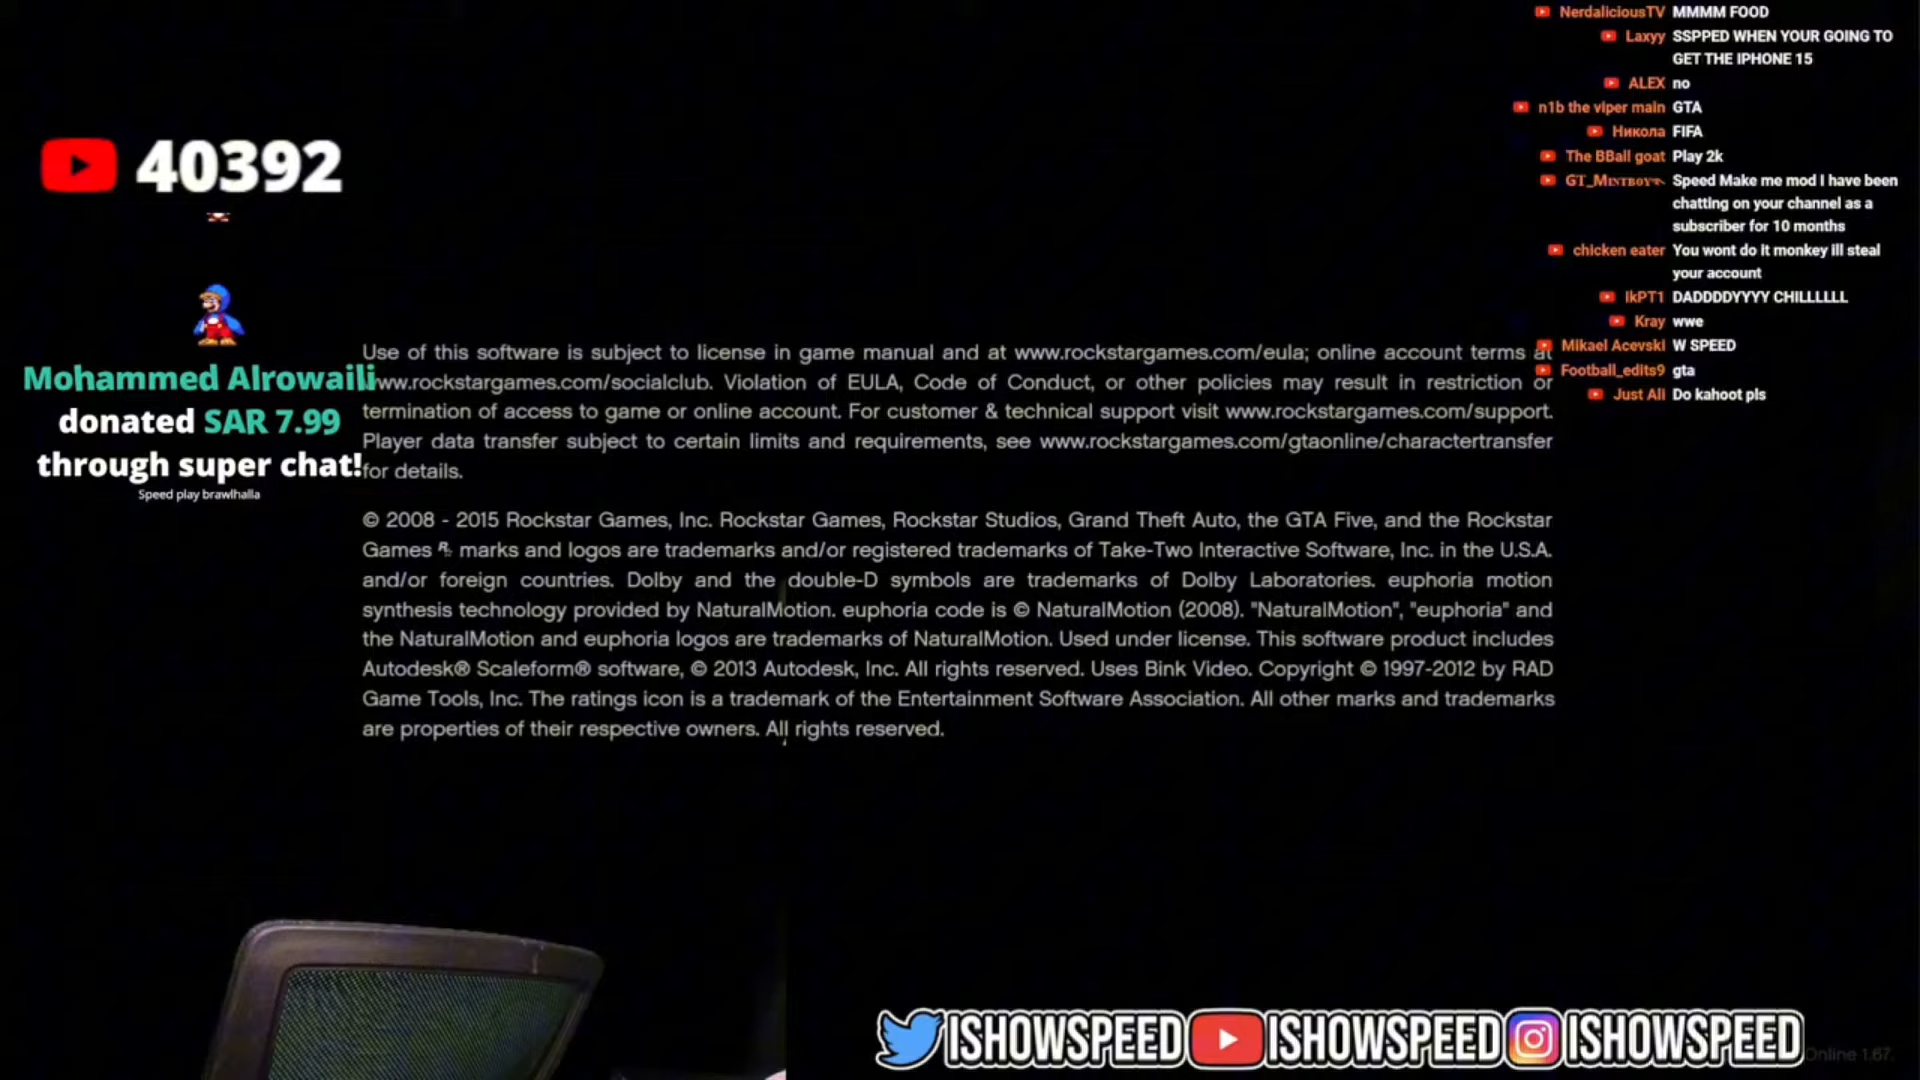 40392
Mohammed Alrowaili
donated SAR 7.99
through super chat!
Speed play brawlhalla
Use of this software is subject to license in game manual and at www.rockstargames.com/eula; online account terms at
www.rockstargames.com/socialclub. Violation of EULA, Code of Conduct, or other policies may result in restriction or
termination of access to game or online account. For customer & technical support visit www.rockstargames.com/support.
Player data transfer subject to certain limits and requirements, see www.rockstargames.com/gtaonline/charactertransfer
for details.
© 2008 - 2015 Rockstar Games, Inc. Rockstar Games, Rockstar Studios, Grand Theft Auto, the GTA Five, and the Rockstar
Games R* marks and logos are trademarks and/or registered trademarks of Take-Two Interactive Software, Inc. in the U.S.A.
and/or foreign countries. Dolby and the double-D symbols are trademarks of Dolby Laboratories. euphoria motion
synthesis technology provided by NaturalMotion. euphoria code is © NaturalMotion (2008). "NaturalMotion", "euphoria" and
the NaturalMotion and euphoria logos are trademarks of NaturalMotion. Used under license. This software product includes
Autodesk® Scaleform® software, © 2013 Autodesk, Inc. All rights reserved. Uses Bink Video. Copyright © 1997-2012 by RAD
Game Tools, Inc. The ratings icon is a trademark of the Entertainment Software Association. All other marks and trademarks
are properties of their respective owners. All rights reserved.
NerdaliciousTV MMMM FOOD
Laxyy SSPPED WHEN YOUR GOING TO
GET THE IPHONE 15
ALEX no
n1b the viper main GTA
Никола FIFA
The BBall goat Play 2k
GT_Mɪɴᴛʙᴏʏ Speed Make me mod I have been
chatting on your channel as a
subscriber for 10 months
chicken eater You wont do it monkey ill steal
your account
IkPT1 DADDDDYYYY CHILLLLLL
Kray wwe
Mikael Acevski W SPEED
Football_edits9 gta
Just Ali Do kahoot pls
ISHOWSPEED ISHOWSPEED ISHOWSPEED
Online 1.67